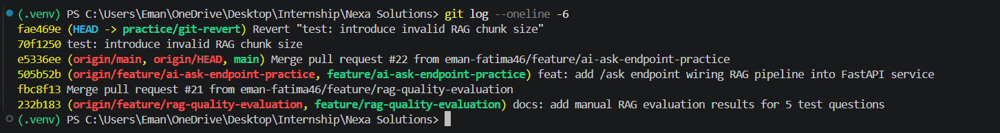 (.venv) PS C:\Users\Eman\OneDrive\Desktop\Internship\Nexa Solutions> git log --oneline -6
fae469e (HEAD -> practice/git-revert) Revert "test: introduce invalid RAG chunk size"
70f1250 test: introduce invalid RAG chunk size
e5336ee (origin/main, origin/HEAD, main) Merge pull request #22 from eman-fatima46/feature/ai-ask-endpoint-practice
505b52b (origin/feature/ai-ask-endpoint-practice, feature/ai-ask-endpoint-practice) feat: add /ask endpoint wiring RAG pipeline into FastAPI service
fbc8f13 Merge pull request #21 from eman-fatima46/feature/rag-quality-evaluation
232b183 (origin/feature/rag-quality-evaluation, feature/rag-quality-evaluation) docs: add manual RAG evaluation results for 5 test questions
(.venv) PS C:\Users\Eman\OneDrive\Desktop\Internship\Nexa Solutions>